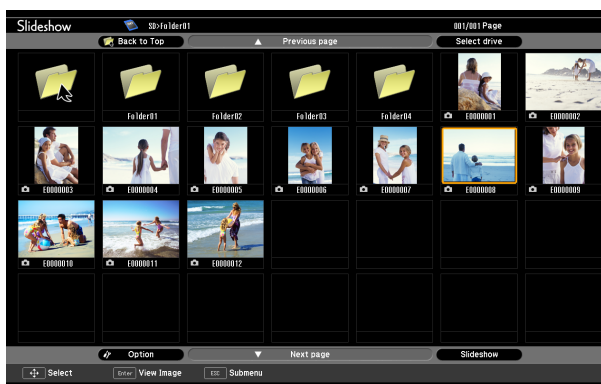 Slideshow SD>Folder01 001/001 Page
Back to Top Previous page Select drive
Folder01 Folder02 Folder03 Folder04 E0000001 E0000002
E0000003 E0000004 E0000005 E0000006 E0000007 E0000008 E0000009
E0000010 E0000011 E0000012
Option Next page Slideshow
Select Enter View Image ESC Submenu